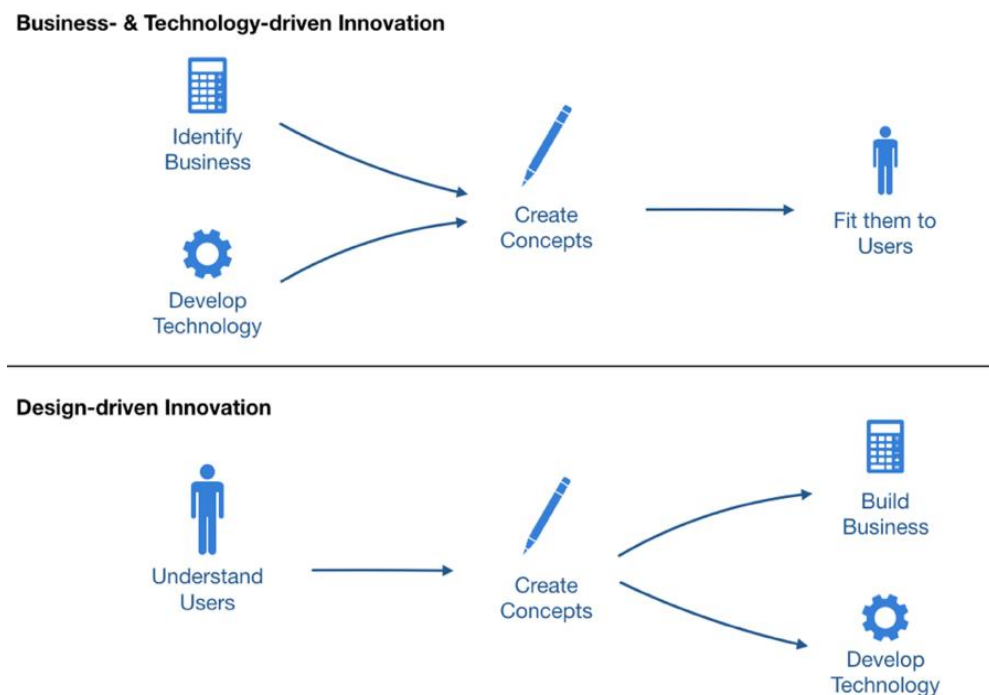 Business- & Technology-driven Innovation
Identify
Business
Develop
Technology
Create
Concepts
Fit them to
Users
Design-driven Innovation
Understand
Users
Create
Concepts
Build
Business
Develop
Technology